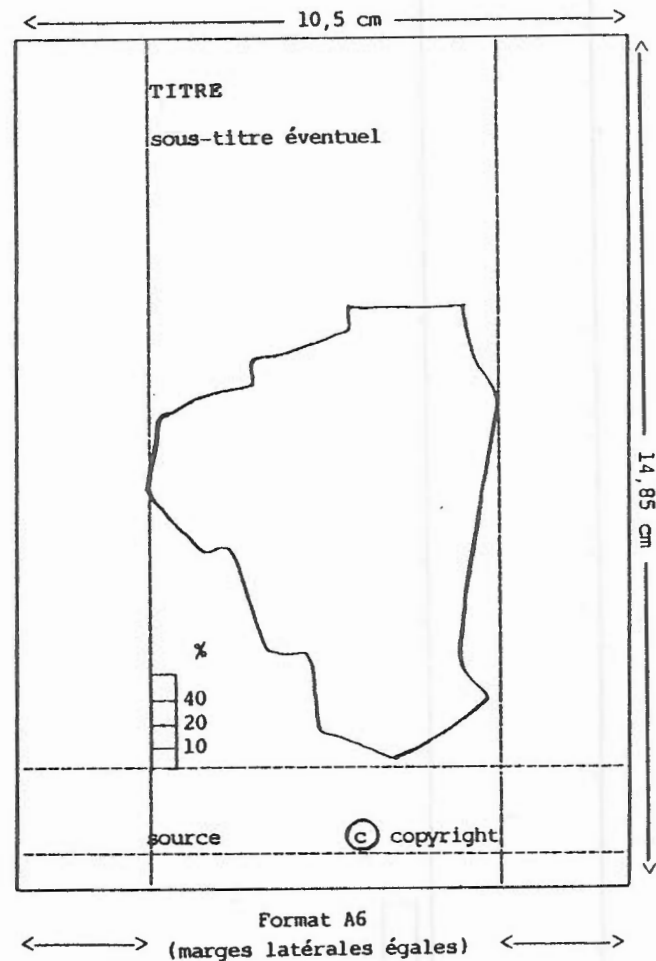 10,5 cm
TITRE
sous-titre éventuel
14,85 cm
%
40
20
10
source © copyright
Format A6
(marges latérales égales)